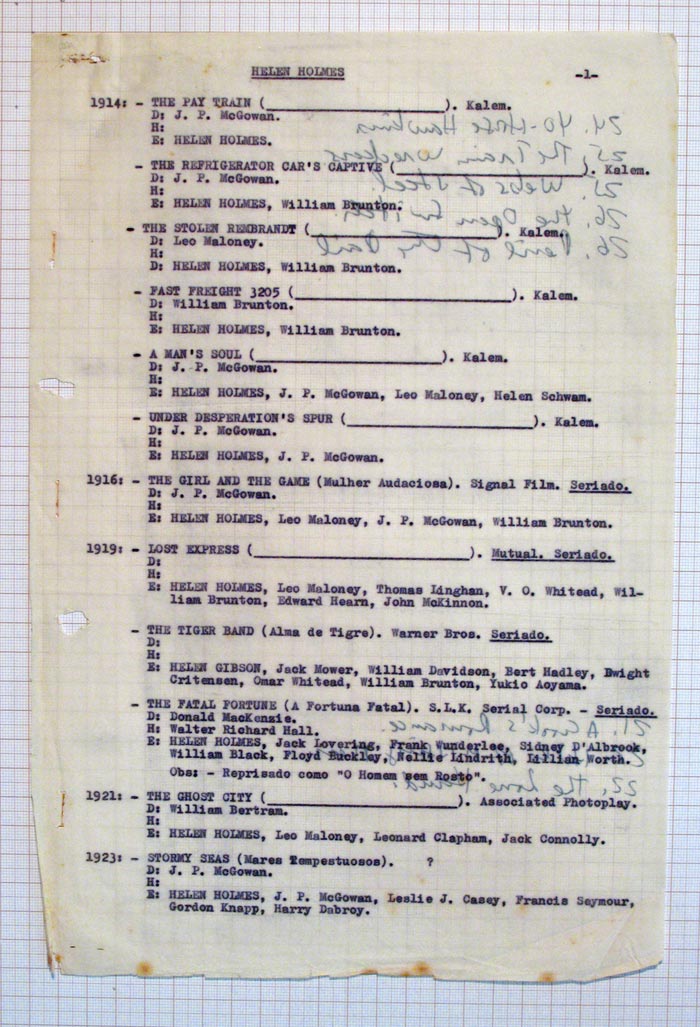 HELEN HOLMES
-1-
1914: - THE PAY TRAIN (____________________). Kalem.
D: J. P. McGowan.
H:
E: HELEN HOLMES.
- THE REFRIGERATOR CAR'S CAPTIVE (____________________). Kalem.
D: J. P. McGowan.
H:
E: HELEN HOLMES, William Brunton.
- THE STOLEN REMBRANDT (____________________). Kalem.
D: Leo Maloney.
H:
D: HELEN HOLMES, William Brunton.
- FAST FREIGHT 3205 (____________________). Kalem.
D: William Brunton.
H:
E: HELEN HOLMES, William Brunton.
- A MAN'S SOUL (____________________). Kalem.
D: J. P. McGowan.
H:
E: HELEN HOLMES, J. P. McGowan, Leo Maloney, Helen Schwam.
- UNDER DESPERATION'S SPUR (____________________). Kalem.
D: J. P. McGowan.
H:
E: HELEN HOLMES, J. P. McGowan.
1916: - THE GIRL AND THE GAME (Mulher Audaciosa). Signal Film. Seriado.
D: J. P. McGowan.
H:
E: HELEN HOLMES, Leo Maloney, J. P. McGowan, William Brunton.
1919: - LOST EXPRESS (____________________). Mutual. Seriado.
D:
H:
E: HELEN HOLMES, Leo Maloney, Thomas Linghan, V. O. Whitead, Wil-
liam Brunton, Edward Hearn, John McKinnon.
- THE TIGER BAND (Alma de Tigre). Warner Bros. Seriado.
D:
H:
E: HELEN GIBSON, Jack Mower, William Davidson, Bert Hadley, Dwight
Critensen, Omar Whitead, William Brunton, Yukio Aoyama.
- THE FATAL FORTUNE (A Fortuna Fatal). S.L.K. Serial Corp. - Seriado.
D: Donald MacKenzie.
H: Walter Richard Hall.
E: HELEN HOLMES, Jack Lovering, Frank Wunderlee, Sidney D'Albrook,
William Black, Floyd Buckley, Nellie Lindrith, Lillian Worth.
Obs: - Reprisado como "O Homem sem Rosto".
1921: - THE GHOST CITY (____________________). Associated Photoplay.
D: William Bertram.
H:
E: HELEN HOLMES, Leo Maloney, Leonard Clapham, Jack Connolly.
1923: - STORMY SEAS (Mares Tempestuosos). ?
D: J. P. McGowan.
H:
E: HELEN HOLMES, J. P. McGowan, Leslie J. Casey, Francis Seymour,
Gordon Knapp, Harry Dabroy.
24. 40-Horse Hawkins
25, The Train Wreckers
25. Webs of Steel.
26. The Open Switch
26. Peril of the Rail
21. A Crook's Romance.
22. The Lone Hand.